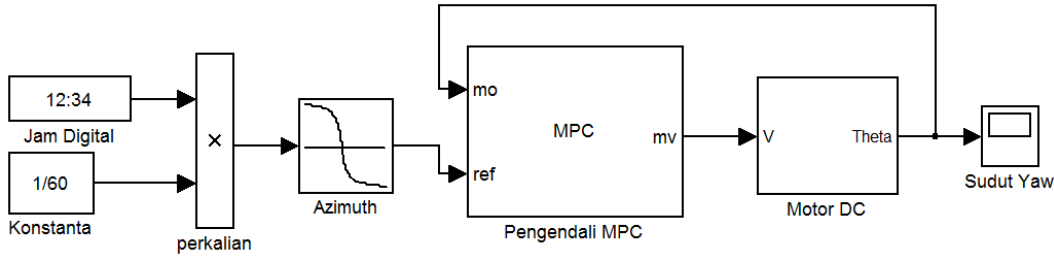 12:34
Jam Digital
1/60
Konstanta
×
perkalian
Azimuth
mo
ref
MPC
mv
Pengendali MPC
V
Theta
Motor DC
Sudut Yaw